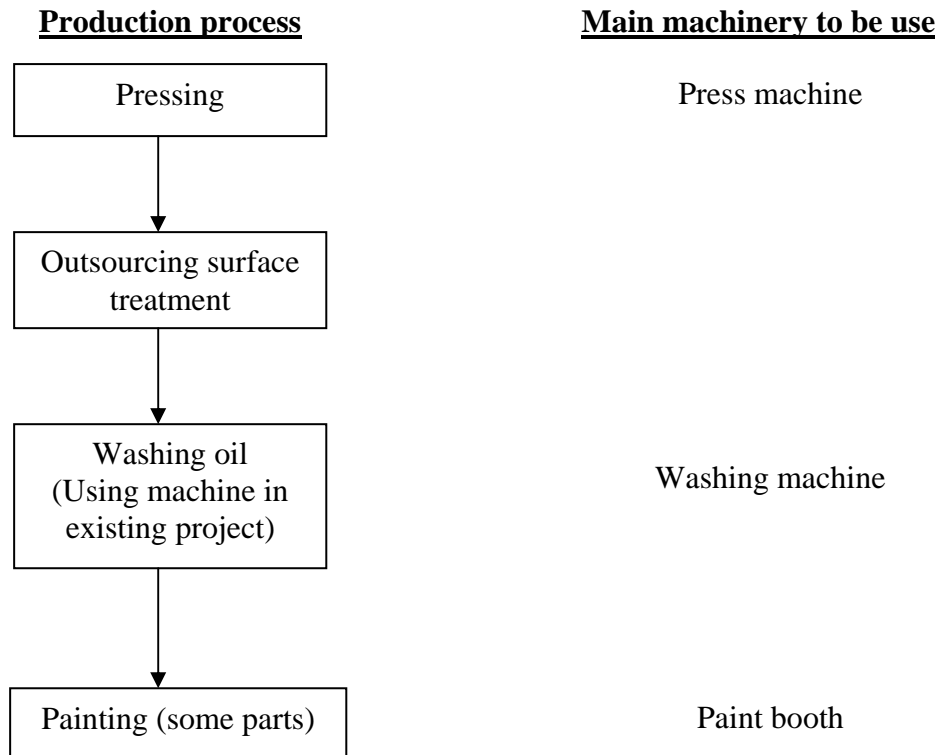 Production process
Main machinery to be use
Pressing
Press machine
Outsourcing surface
treatment
Washing oil
(Using machine in
existing project)
Washing machine
Painting (some parts)
Paint booth